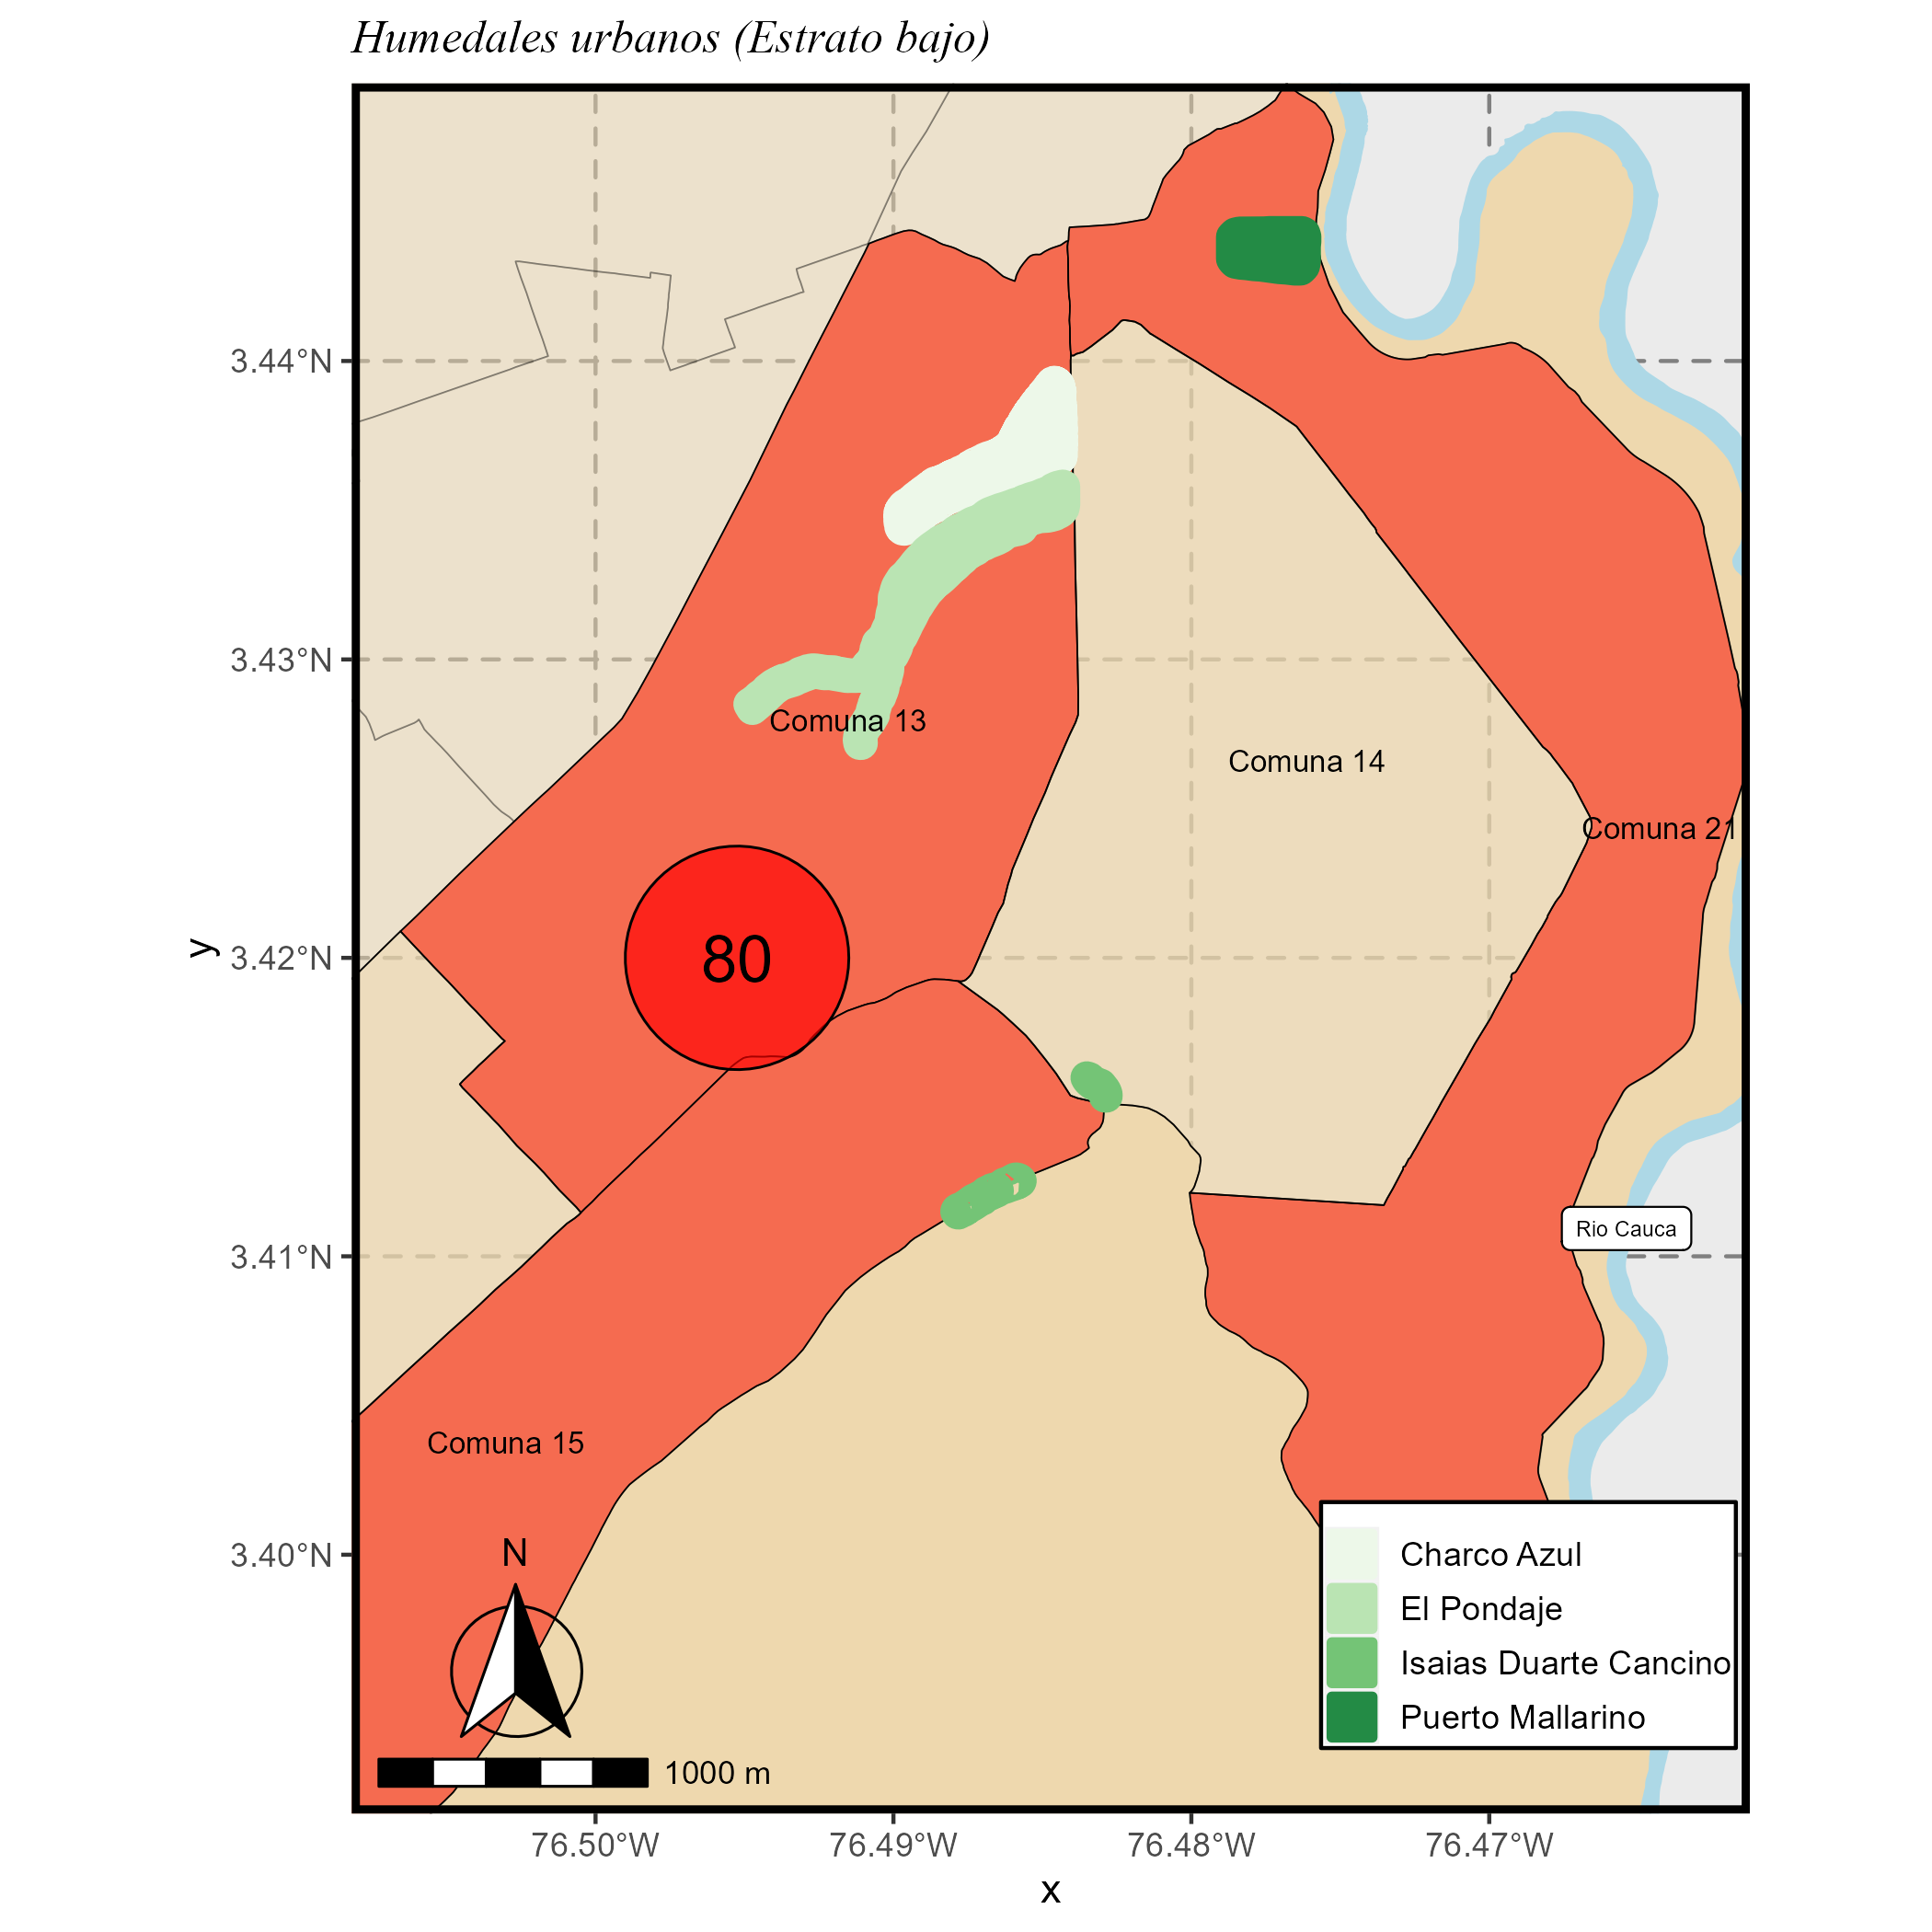 Humedales urbanos (Estrato bajo)
3.44°N
3.43°N
Comuna 13
Comuna 14
Comuna 21
80
y
3.42°N
3.41°N
Rio Cauca
Comuna 15
3.40°N
N
Charco Azul
El Pondaje
Isaias Duarte Cancino
Puerto Mallarino
1000 m
76.50°W
76.49°W
76.48°W
76.47°W
x